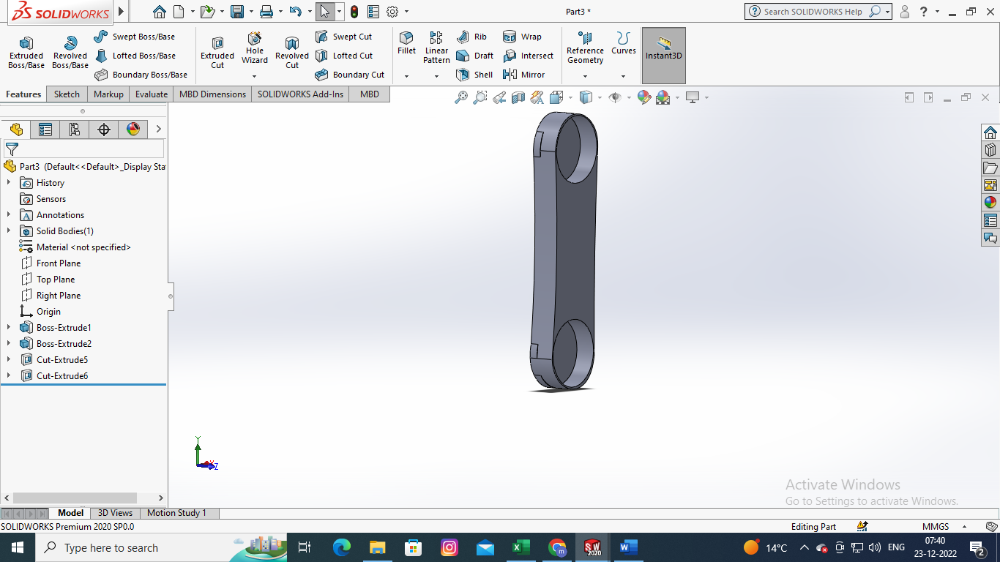 SOLIDWORKS
Part3 *
Search SOLIDWORKS Help
?
Extruded Boss/Base
Revolved Boss/Base
Swept Boss/Base
Lofted Boss/Base
Boundary Boss/Base
Extruded Cut
Hole Wizard
Revolved Cut
Swept Cut
Lofted Cut
Boundary Cut
Fillet
Linear Pattern
Rib
Draft
Shell
Wrap
Intersect
Mirror
Reference Geometry
Curves
Instant3D
Features Sketch Markup Evaluate MBD Dimensions SOLIDWORKS Add-Ins MBD
Part3 (Default<<Default>_Display Sta
History
Sensors
A Annotations
Solid Bodies(1)
Material <not specified>
Front Plane
Top Plane
Right Plane
Origin
Boss-Extrude1
Boss-Extrude2
Cut-Extrude5
Cut-Extrude6
Y
Z
Activate Windows
Go to Settings to activate Windows.
Model 3D Views Motion Study 1
SOLIDWORKS Premium 2020 SP0.0
Editing Part
MMGS
Type here to search
X
m
SW 2020
W
14°C
ENG
07:40
23-12-2022
2